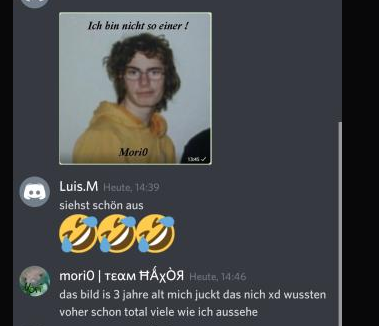 Ich bin nicht so einer !
Mori0
13:45 ✓
Luis.M Heute, 14:39
siehst schön aus
🤣🤣🤣
mori0 | тєαм ĦÁχÒЯ Heute, 14:46
das bild is 3 jahre alt mich juckt das nich xd wussten
voher schon total viele wie ich aussehe